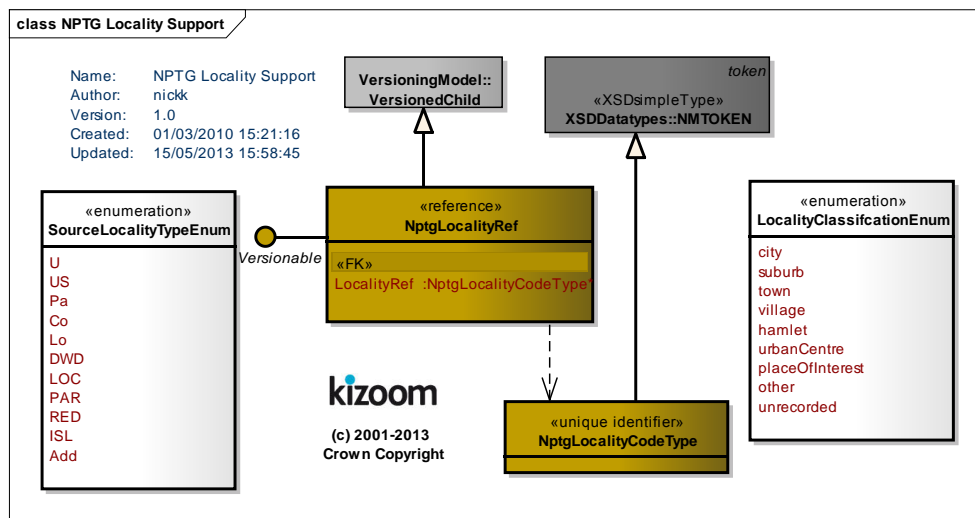 class NPTG Locality Support
Name: NPTG Locality Support
Author: nickk
Version: 1.0
Created: 01/03/2010 15:21:16
Updated: 15/05/2013 15:58:45
VersioningModel::
VersionedChild
token
«XSDsimpleType»
XSDDatatypes::NMTOKEN
«enumeration»
SourceLocalityTypeEnum
U
US
Pa
Co
Lo
DWD
LOC
PAR
RED
ISL
Add
Versionable
«reference»
NptgLocalityRef
«FK»
LocalityRef :NptgLocalityCodeType*
«enumeration»
LocalityClassifcationEnum
city
suburb
town
village
hamlet
urbanCentre
placeOfInterest
other
unrecorded
kizoom
(c) 2001-2013
Crown Copyright
«unique identifier»
NptgLocalityCodeType